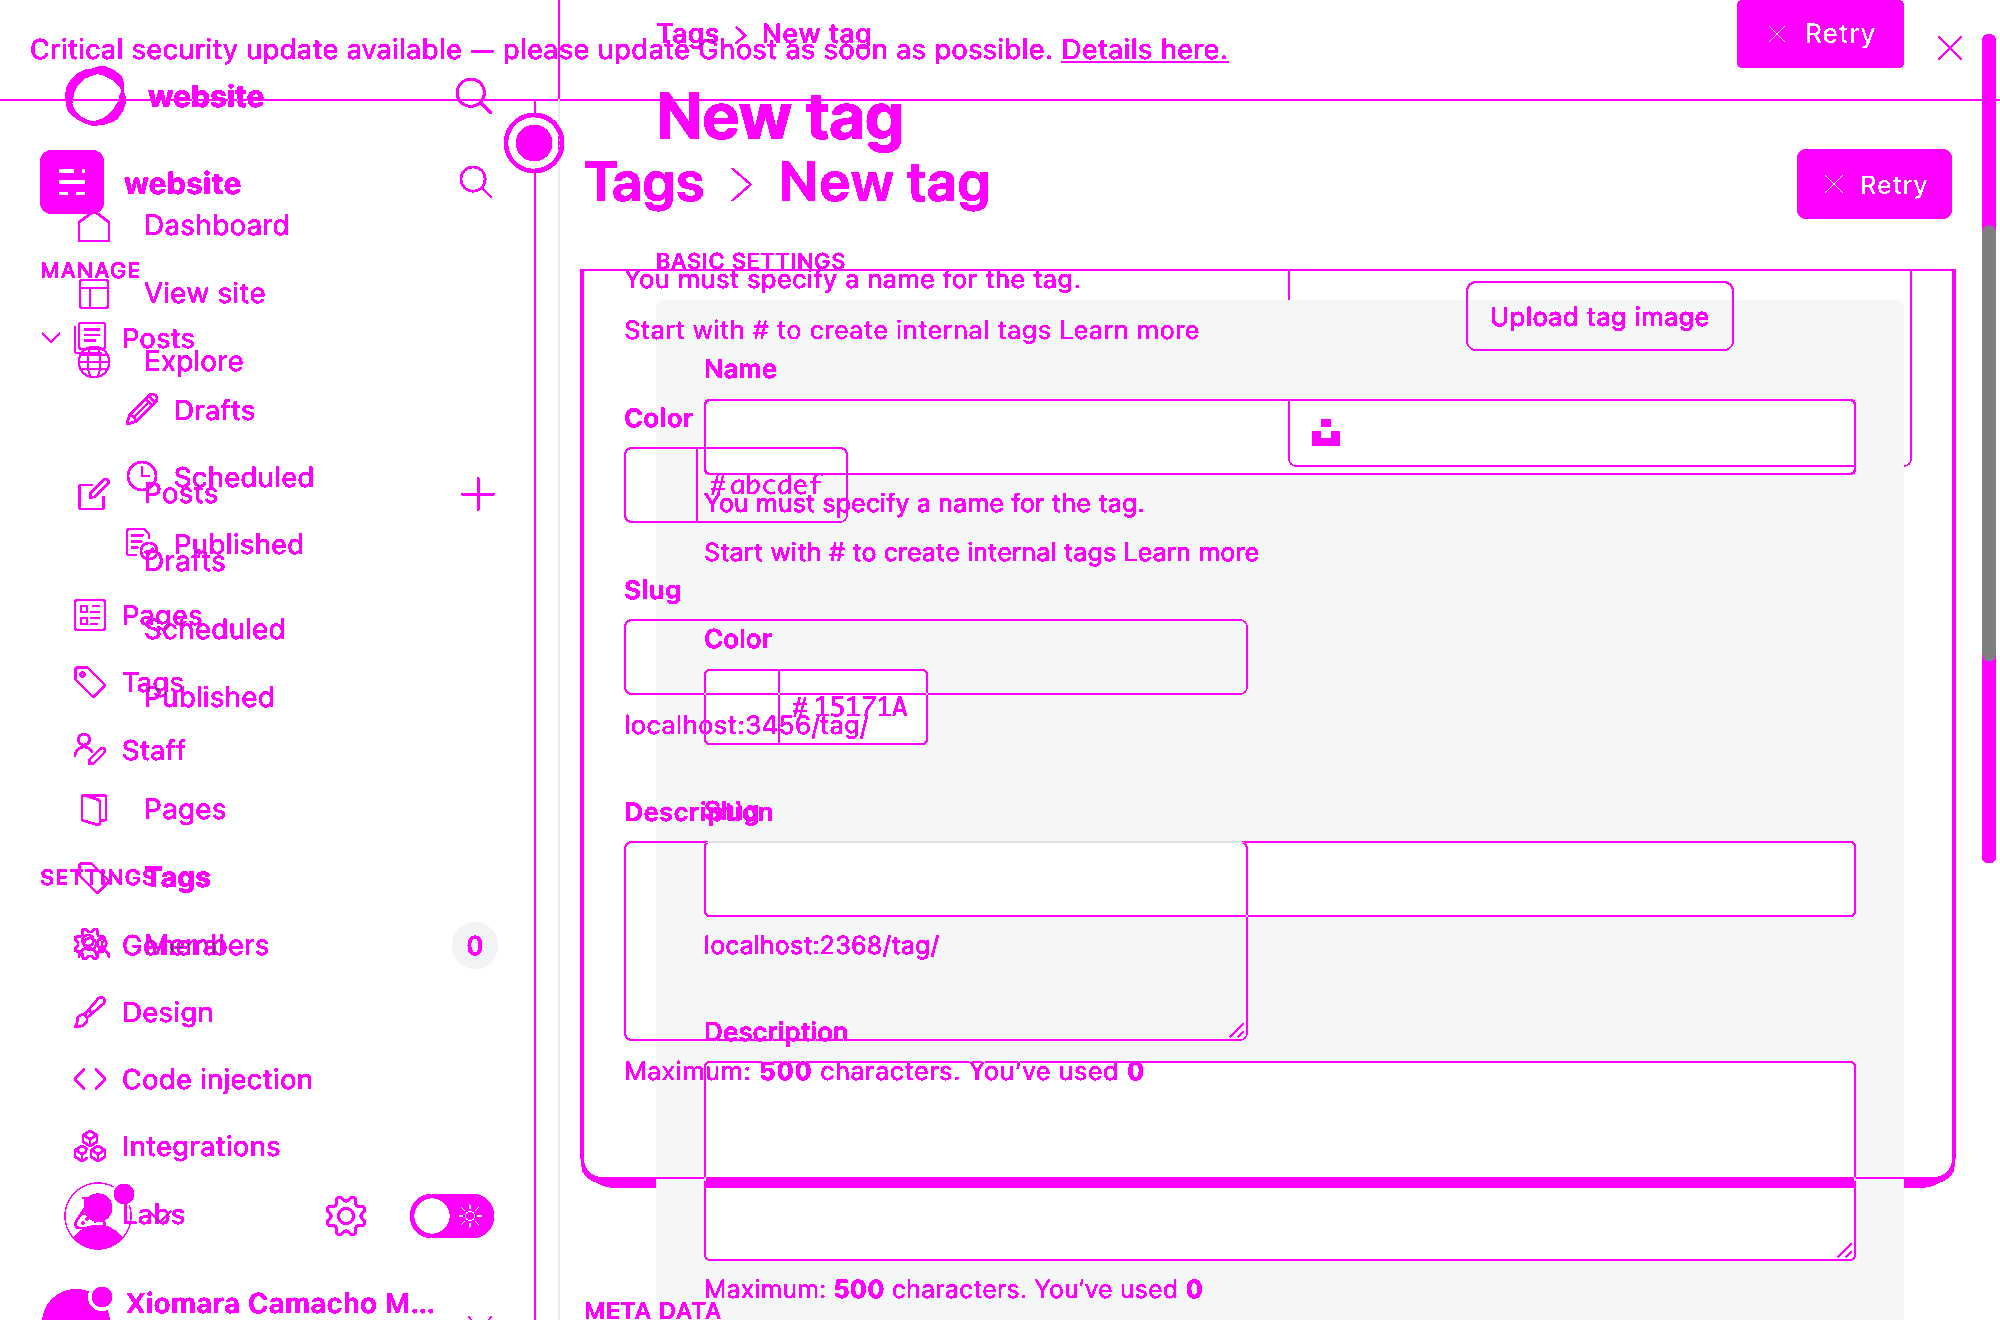 Tags > New tag
Critical security update available — please update Ghost as soon as possible. Details here.
Retry
website
New tag
website
Tags > New tag
Retry
Dashboard
MANAGE
BASIC SETTINGS
You must specify a name for the tag.
View site
Upload tag image
Start with # to create internal tags Learn more
Posts
Explore
Name
Drafts
Color
Scheduled
Posts
#abcdef
You must specify a name for the tag.
Published
Drafts
Start with # to create internal tags Learn more
Slug
Pages
Scheduled
Color
Tags
Published
#15171A
localhost:3456/tag/
Staff
Pages
Description
Slug
SETTINGS
Tags
General
Members
0
localhost:2368/tag/
Design
Description
Maximum: 500 characters. You've used 0
Code injection
Integrations
Labs
Maximum: 500 characters. You've used 0
Xiomara Camacho M...
META DATA